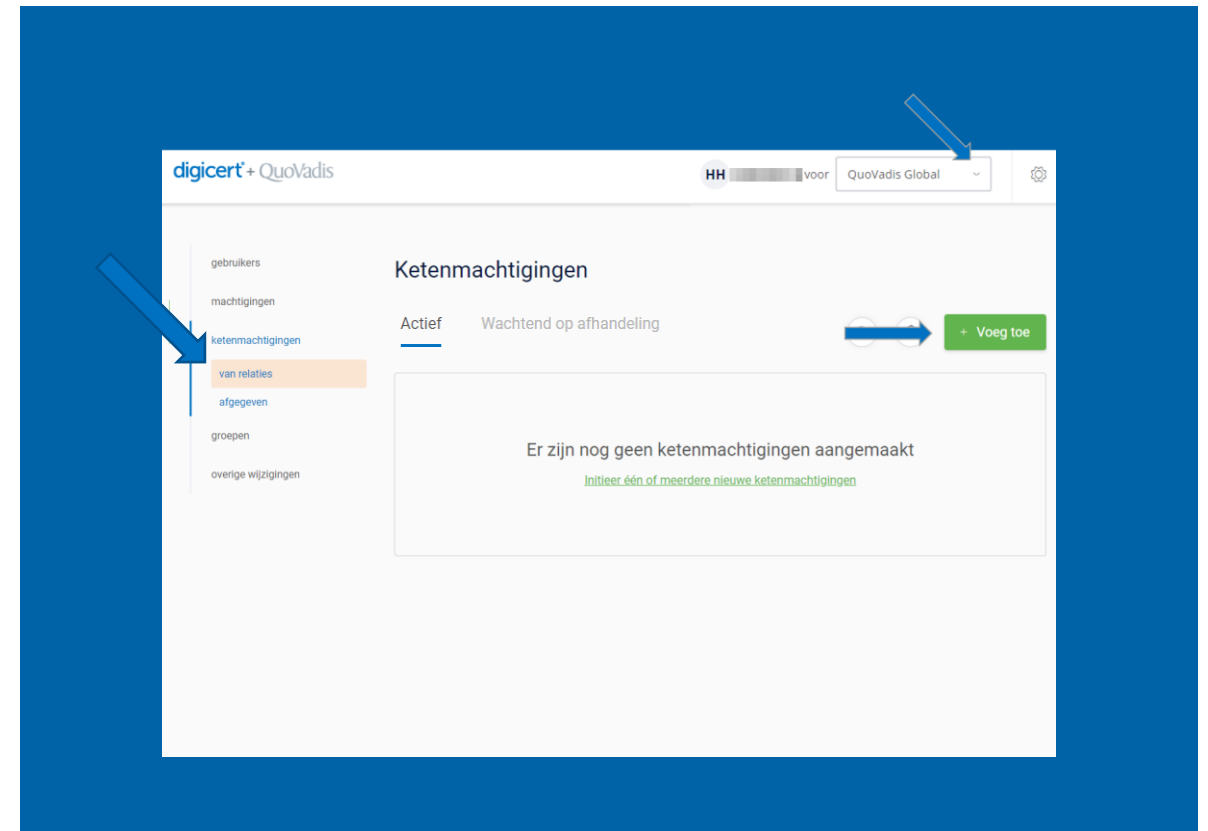 digicert + QuoVadis
HH voor QuoVadis Global
gebruikers
machtigingen
ketenmachtigingen
van relaties
afgegeven
groepen
overige wijzigingen
Ketenmachtigingen
Actief Wachtend op afhandeling
+ Voeg toe
Er zijn nog geen ketenmachtigingen aangemaakt
Initieer één of meerdere nieuwe ketenmachtigingen